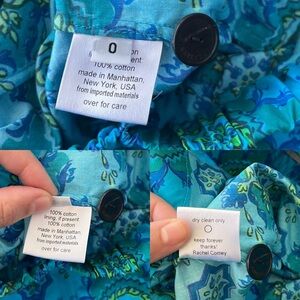 0
100% cotton
made in Manhattan,
New York, USA
from imported materials
over for care
100% cotton
lining, if present
100% cotton
made in Manhattan,
New York, USA
from imported materials
over for care
dry clean only
keep forever
thanks!
Rachel Comey